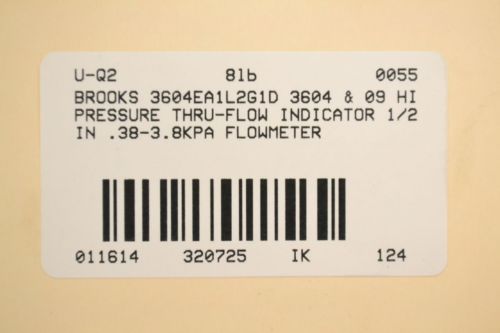 U-Q2 8lb 0055
BROOKS 3604EA1L2G1D 3604 & 09 HI
PRESSURE THRU-FLOW INDICATOR 1/2
IN .38-3.8KPA FLOWMETER
011614 320725 IK 124